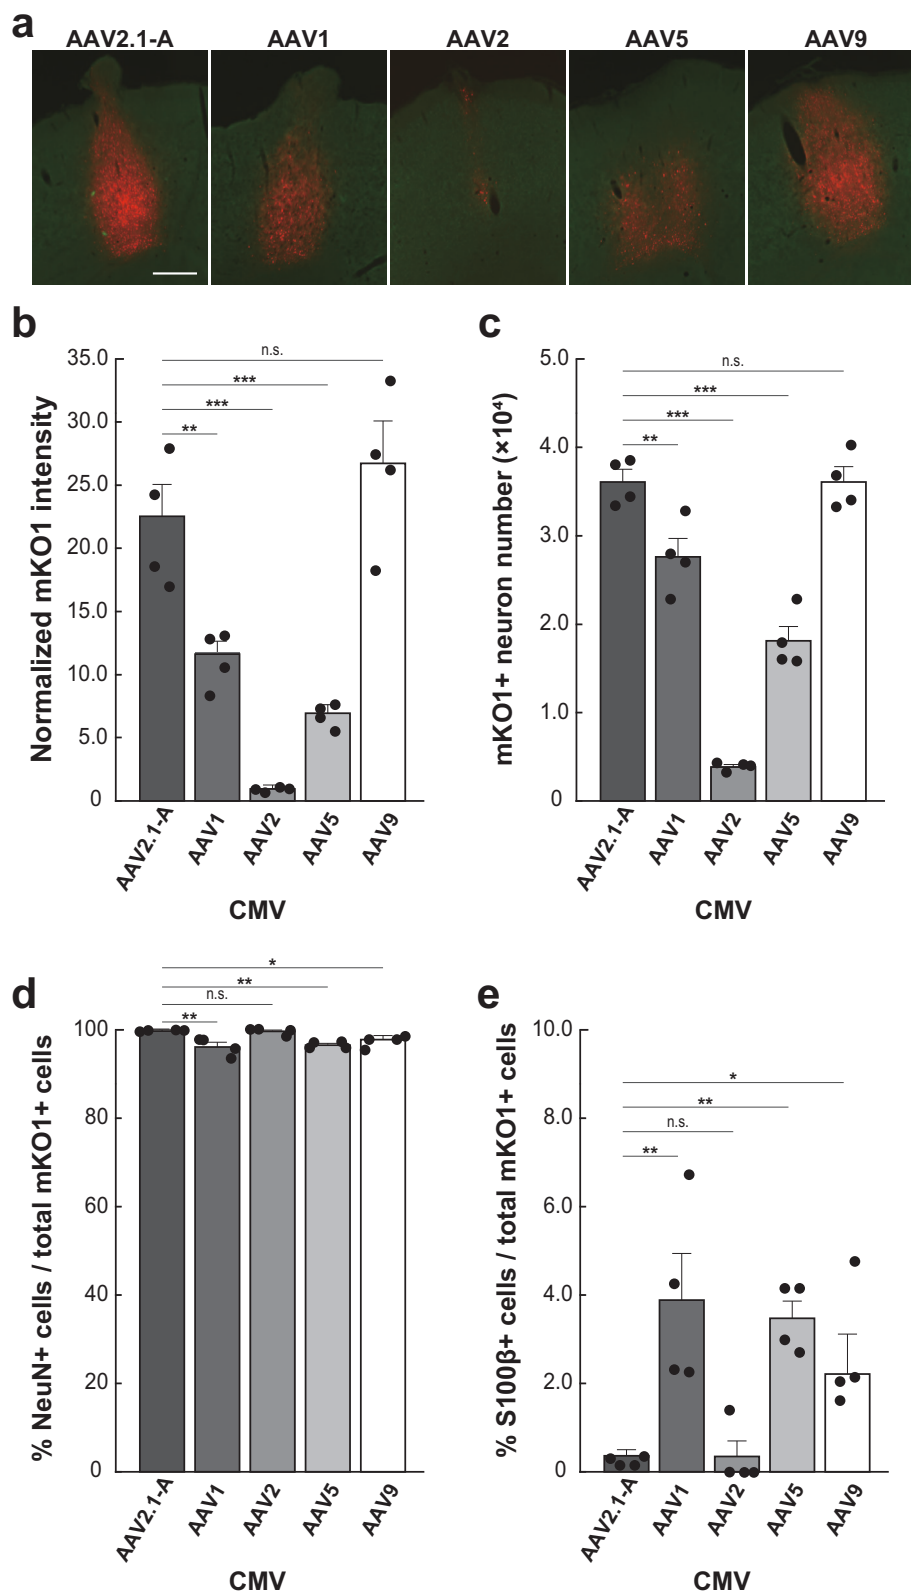 a
AAV2.1-A AAV1 AAV2 AAV5 AAV9
b
Normalized mKO1 intensity
35.0
30.0
25.0
20.0
15.0
10.0
5.0
0
n.s.
***
***
**
AAV2.1-A AAV1 AAV2 AAV5 AAV9
CMV
c
mKO1+ neuron number (×10⁴)
5.0
4.0
3.0
2.0
1.0
0
n.s.
***
***
**
AAV2.1-A AAV1 AAV2 AAV5 AAV9
CMV
d
% NeuN+ cells / total mKO1+ cells
100
80
60
40
20
0
*
**
n.s.
**
AAV2.1-A AAV1 AAV2 AAV5 AAV9
CMV
e
% S100β+ cells / total mKO1+ cells
10.0
8.0
6.0
4.0
2.0
0
*
**
n.s.
**
AAV2.1-A AAV1 AAV2 AAV5 AAV9
CMV